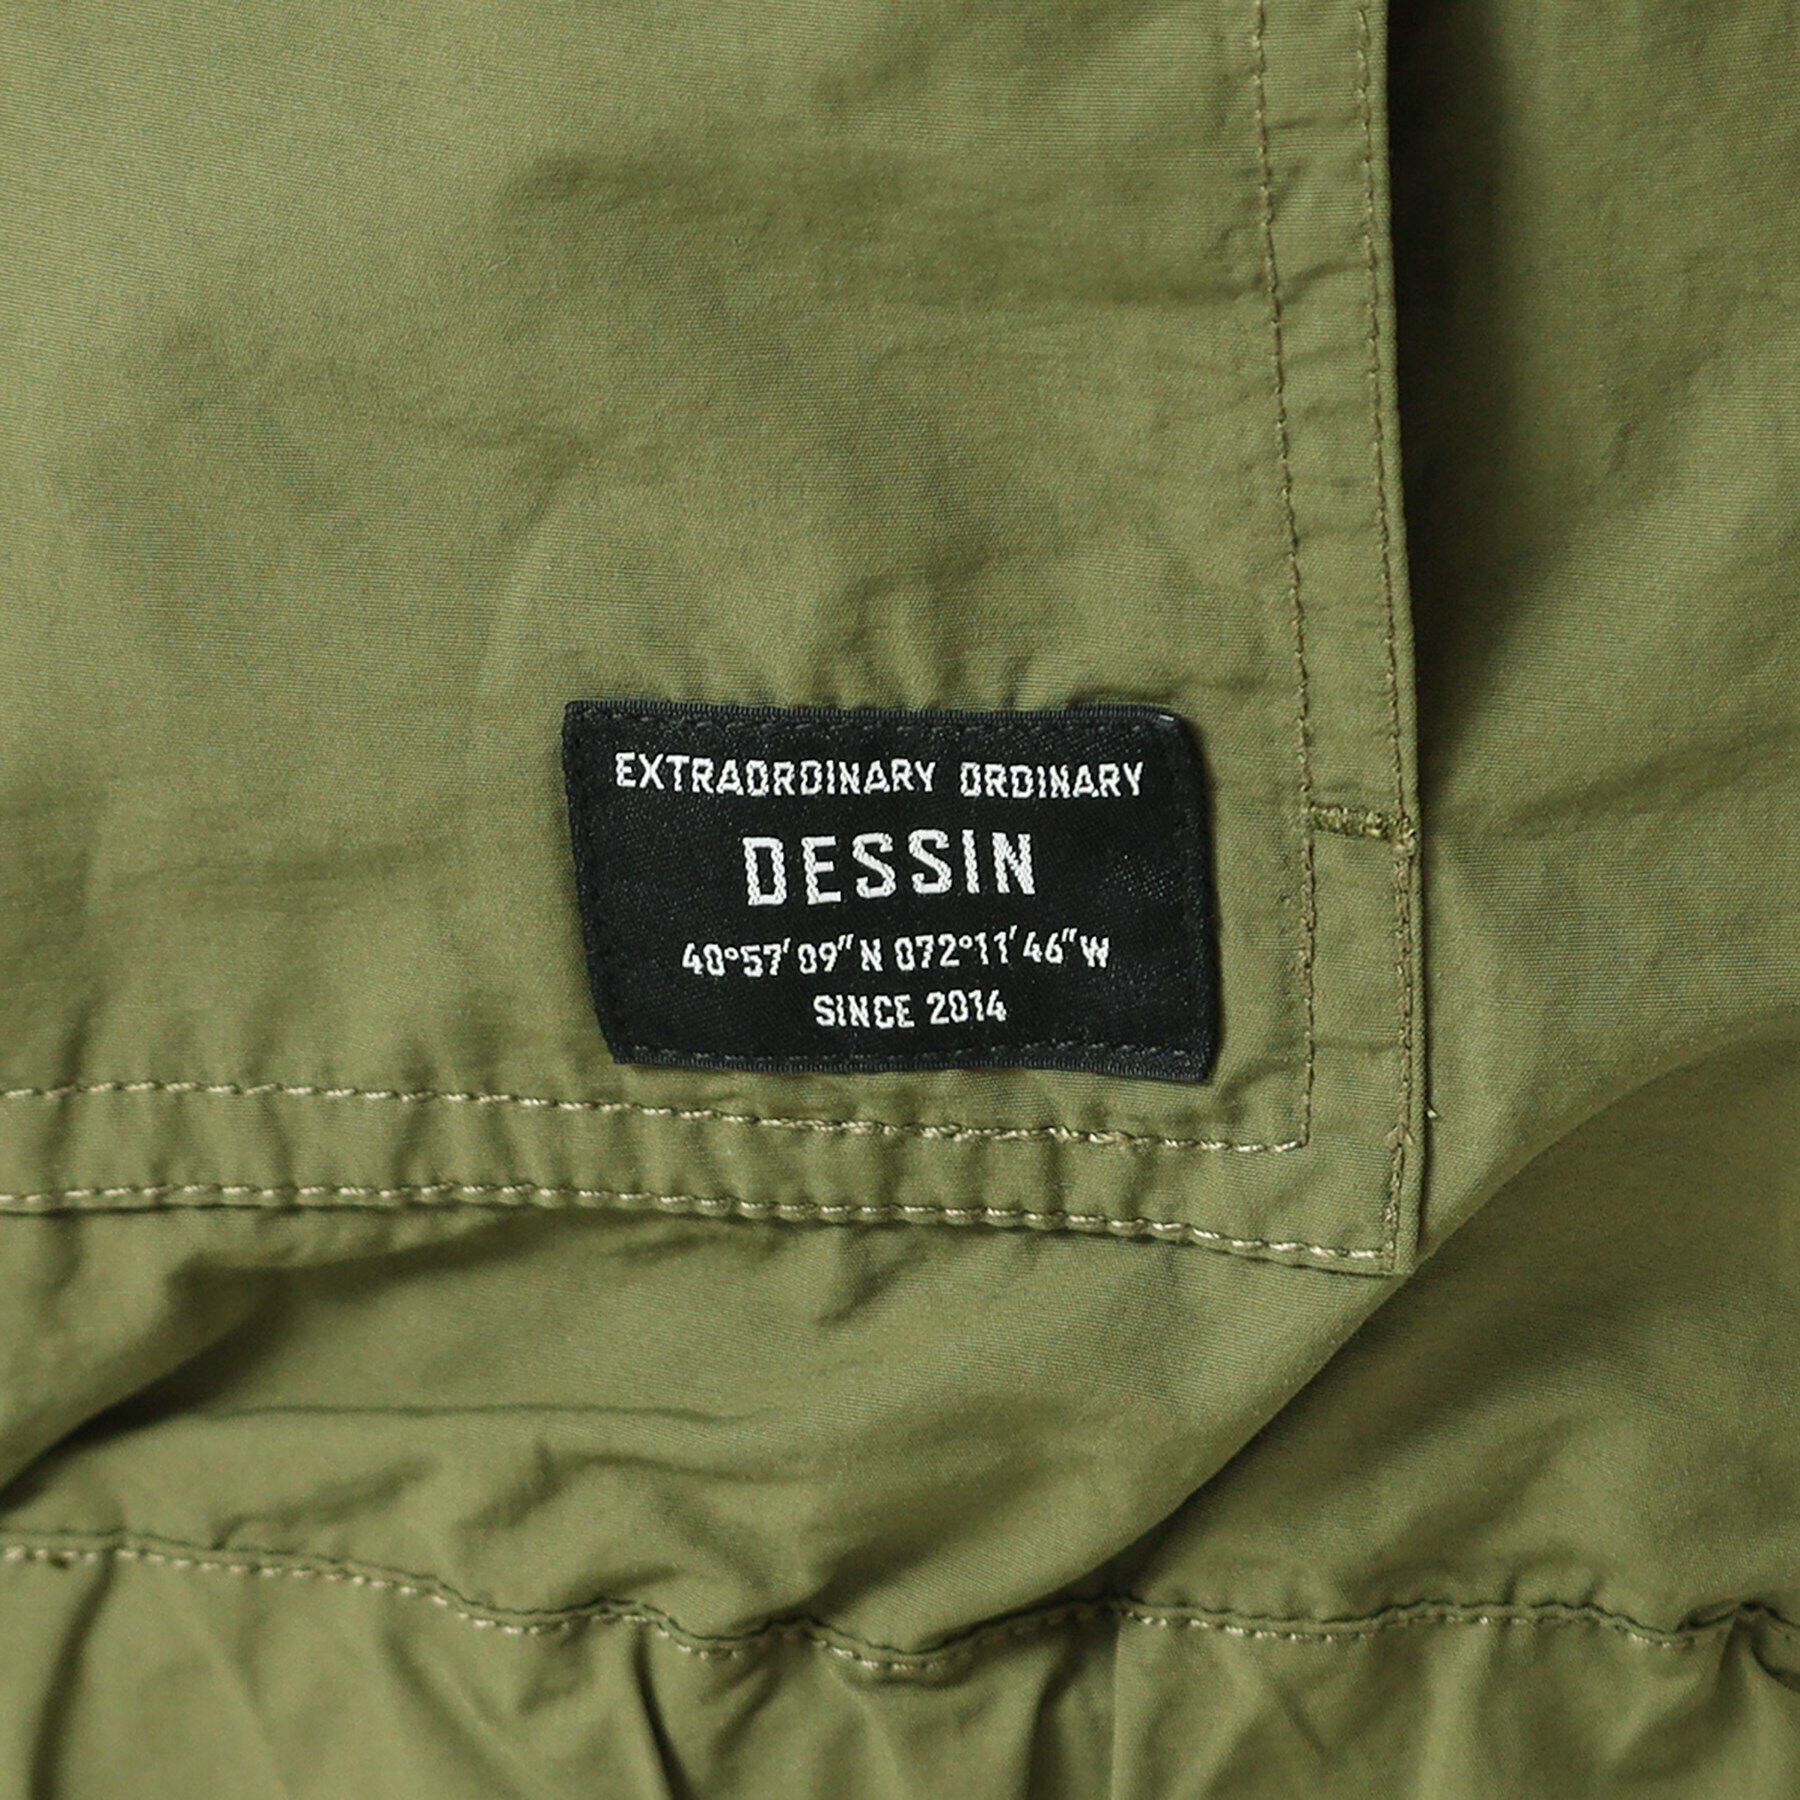 EXTRAORDINARY ORDINARY
DESSIN
40°57′09″N 072°11′46″W
SINCE 2014